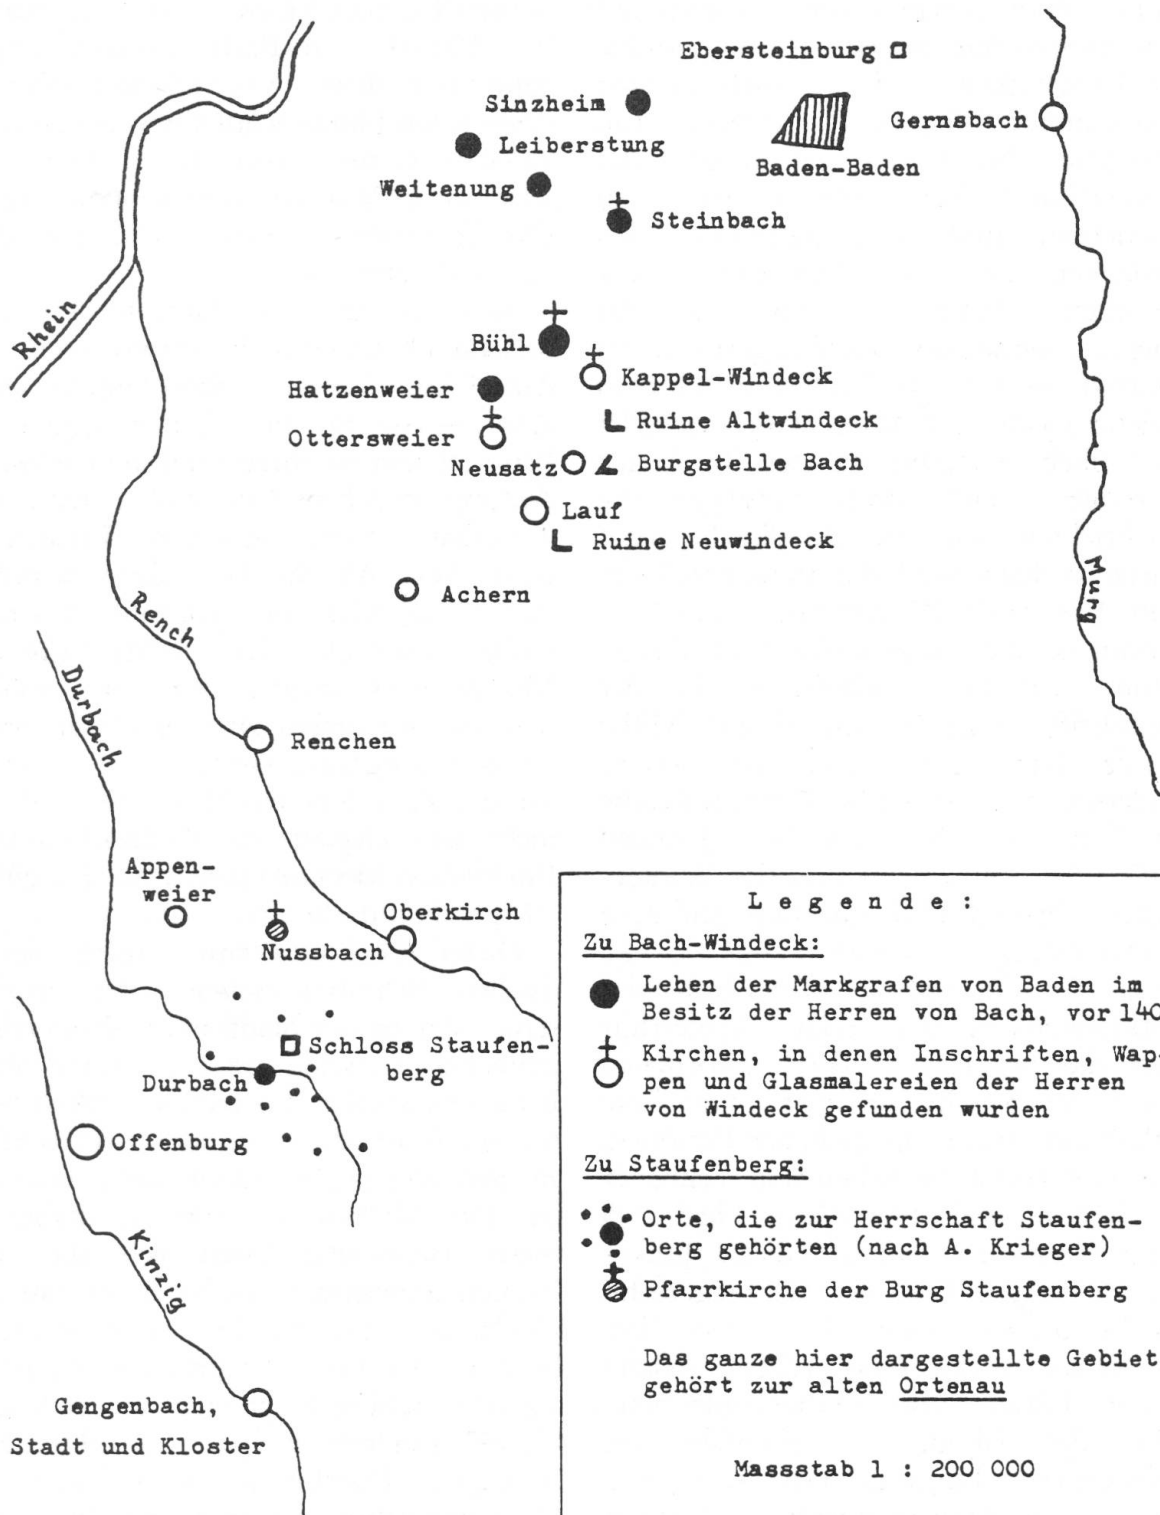 Ebersteinburg
Sinzheim
Gernsbach
Leiberstung
Baden-Baden
Weitenung
Steinbach
Rhein
Bühl
Kappel-Windeck
Hatzenweier
Ruine Altwindeck
Ottersweier
Neusatz
Burgstelle Bach
Lauf
Ruine Neuwindeck
Achern
Murg
Rench
Durbach
Renchen
Appen-
weier
Oberkirch
Nussbach
Schloss Staufen-
berg
Durbach
Offenburg
Kinzig
Gengenbach,
Stadt und Kloster
Legende:
Zu Bach-Windeck:
Lehen der Markgrafen von Baden im
Besitz der Herren von Bach, vor 140
Kirchen, in denen Inschriften, Wap-
pen und Glasmalereien der Herren
von Windeck gefunden wurden
Zu Staufenberg:
Orte, die zur Herrschaft Staufen-
berg gehörten (nach A. Krieger)
Pfarrkirche der Burg Staufenberg
Das ganze hier dargestellte Gebiet
gehört zur alten Ortenau
Massstab 1 : 200 000